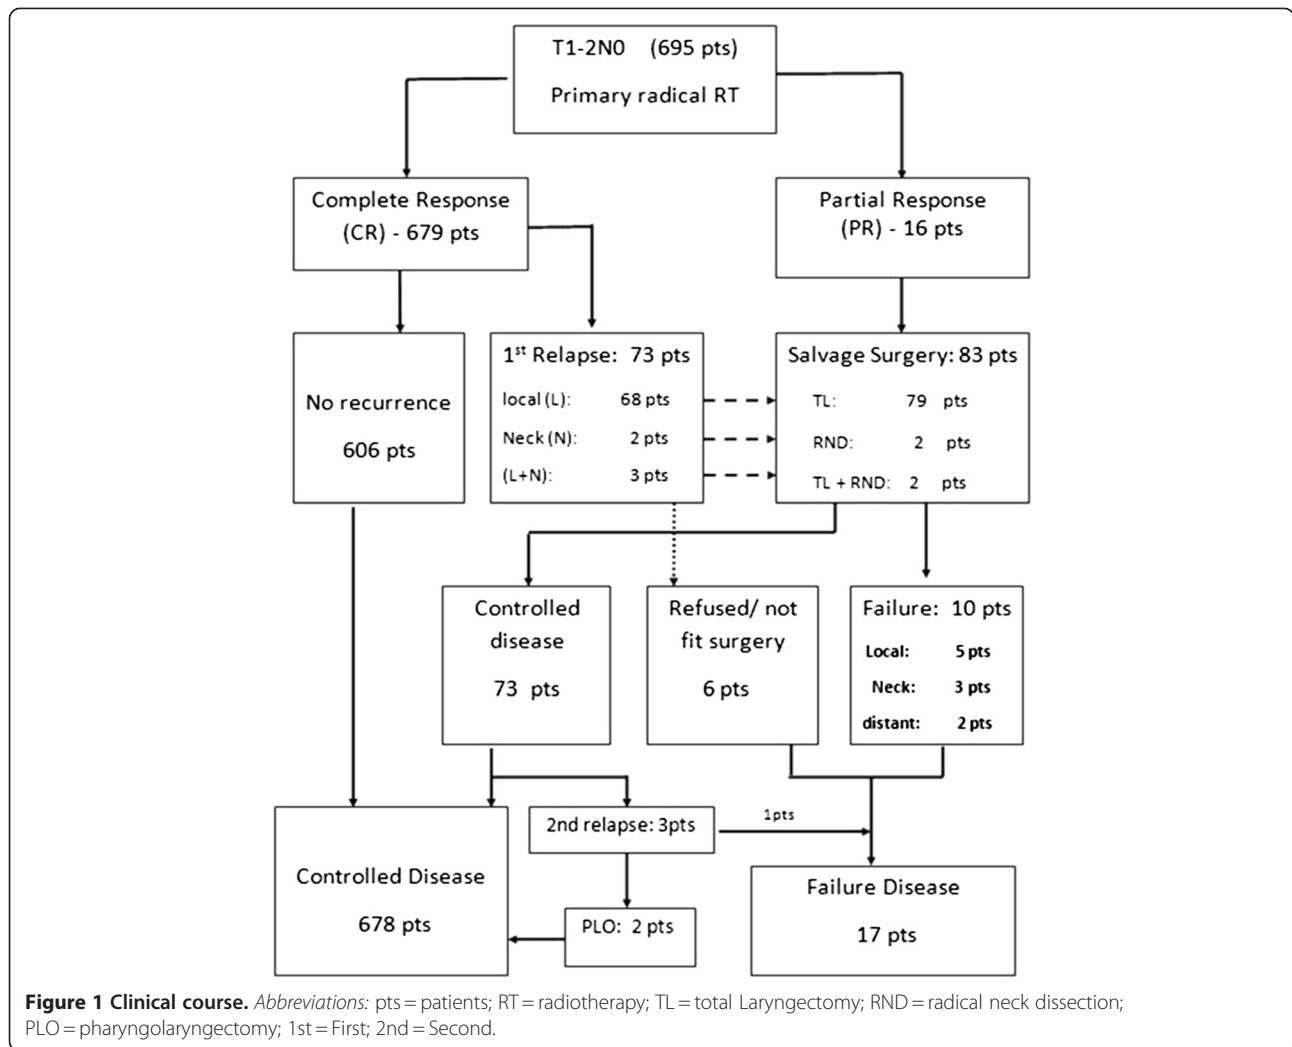 T1-2N0 (695 pts)
Primary radical RT
Complete Response
(CR) - 679 pts
Partial Response
(PR) - 16 pts
No recurrence
606 pts
1st Relapse: 73 pts
local (L): 68 pts
Neck (N): 2 pts
(L+N): 3 pts
Salvage Surgery: 83 pts
TL: 79 pts
RND: 2 pts
TL + RND: 2 pts
Controlled
disease
73 pts
Refused/ not
fit surgery
6 pts
Failure: 10 pts
Local: 5 pts
Neck: 3 pts
distant: 2 pts
Controlled Disease
678 pts
2nd relapse: 3pts
1pts
PLO: 2 pts
Failure Disease
17 pts
Figure 1 Clinical course. Abbreviations: pts = patients; RT = radiotherapy; TL = total Laryngectomy; RND = radical neck dissection;
PLO = pharyngolaryngectomy; 1st = First; 2nd = Second.